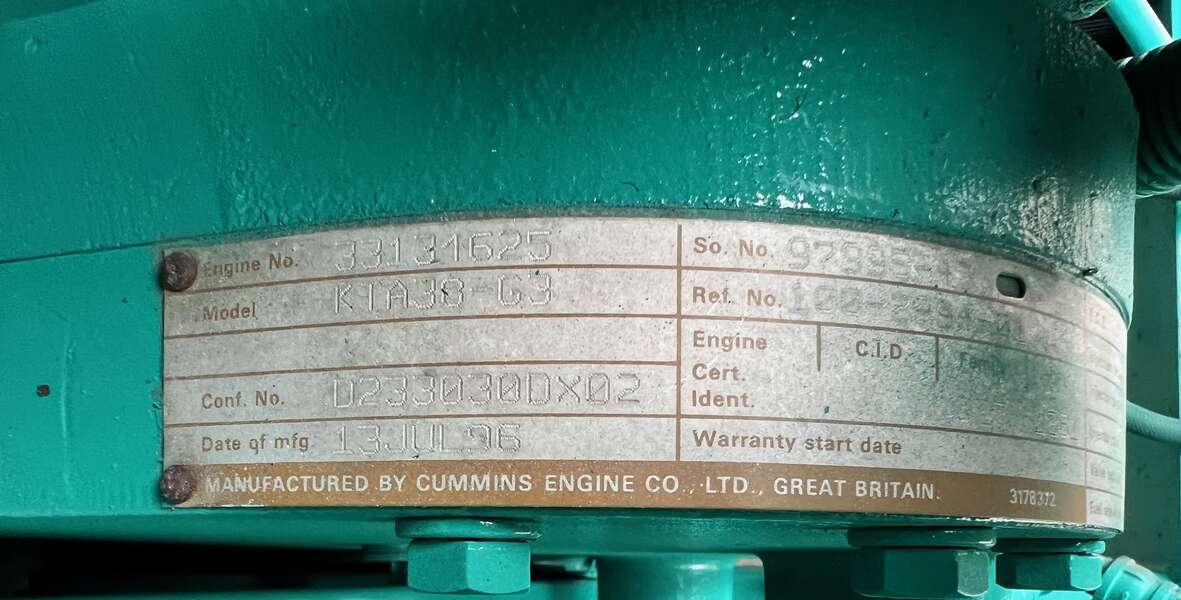 Engine No. 33131625
Model KTA38-G3
Conf. No. D233030DX02
Date of mfg. 13JUL96
So. No.
Ref. No.
Engine
Cert.
Ident.
C.I.D.
Warranty start date
MANUFACTURED BY CUMMINS ENGINE CO., LTD., GREAT BRITAIN.
3178372